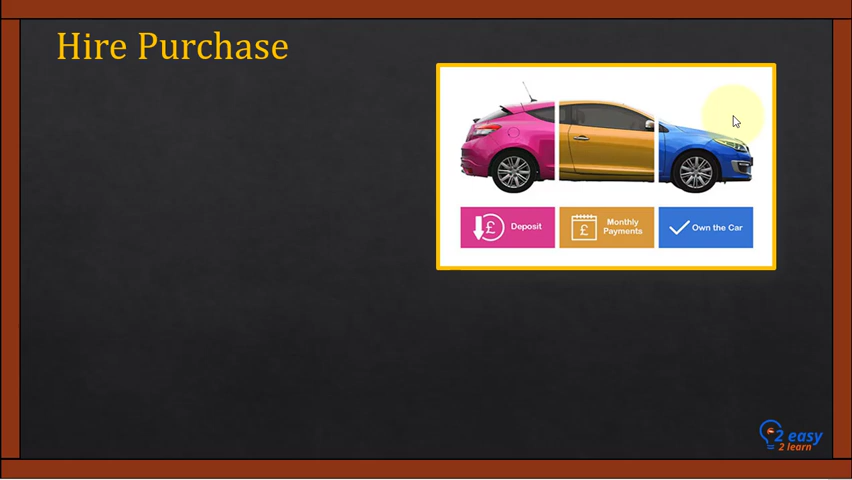 Hire Purchase
£ Deposit
£ Monthly
Payments
Own the Car
2 easy
2 learn